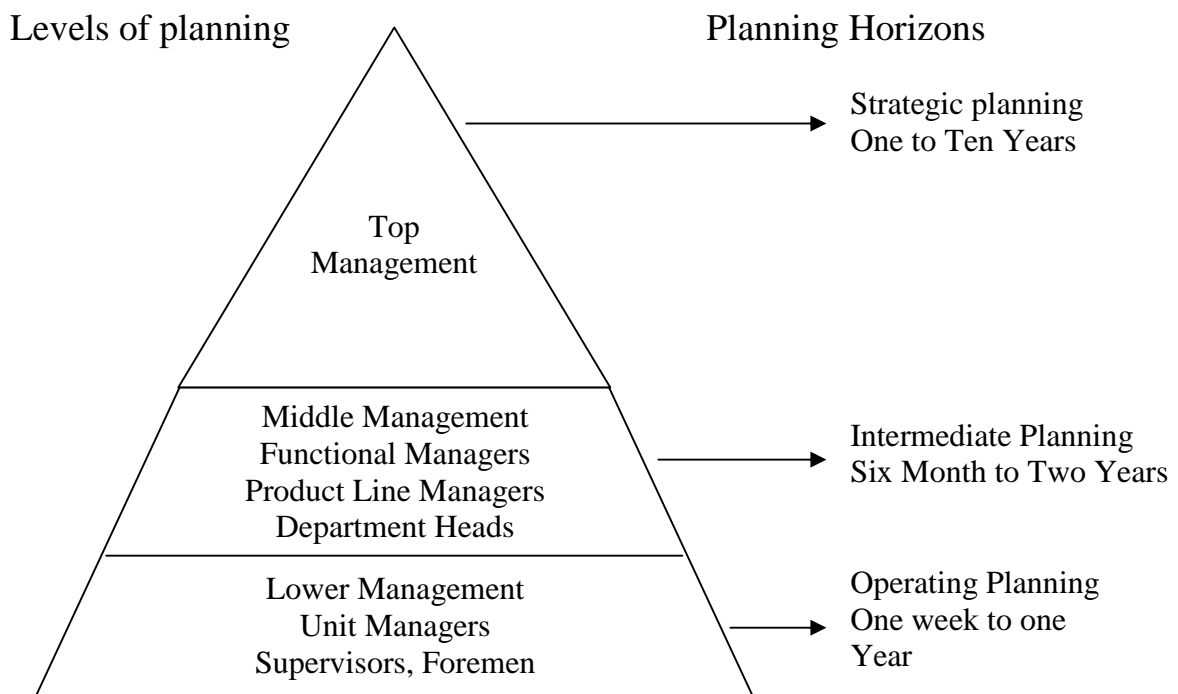 Levels of planning
Planning Horizons
Strategic planning
One to Ten Years
Top
Management
Middle Management
Functional Managers
Product Line Managers
Department Heads
Intermediate Planning
Six Month to Two Years
Lower Management
Unit Managers
Supervisors, Foremen
Operating Planning
One week to one
Year